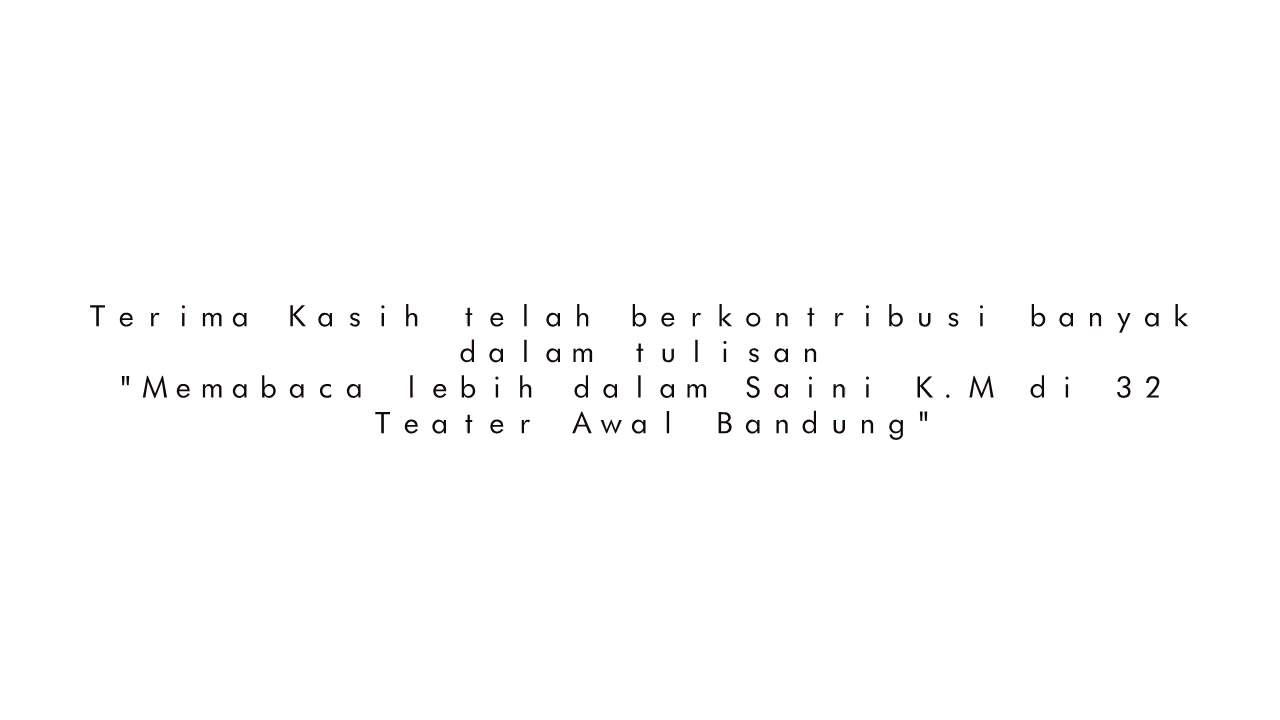 Terima Kasih telah berkontribusi banyak
dalam tulisan
"Memabaca lebih dalam Saini K.M di 32
Teater Awal Bandung"